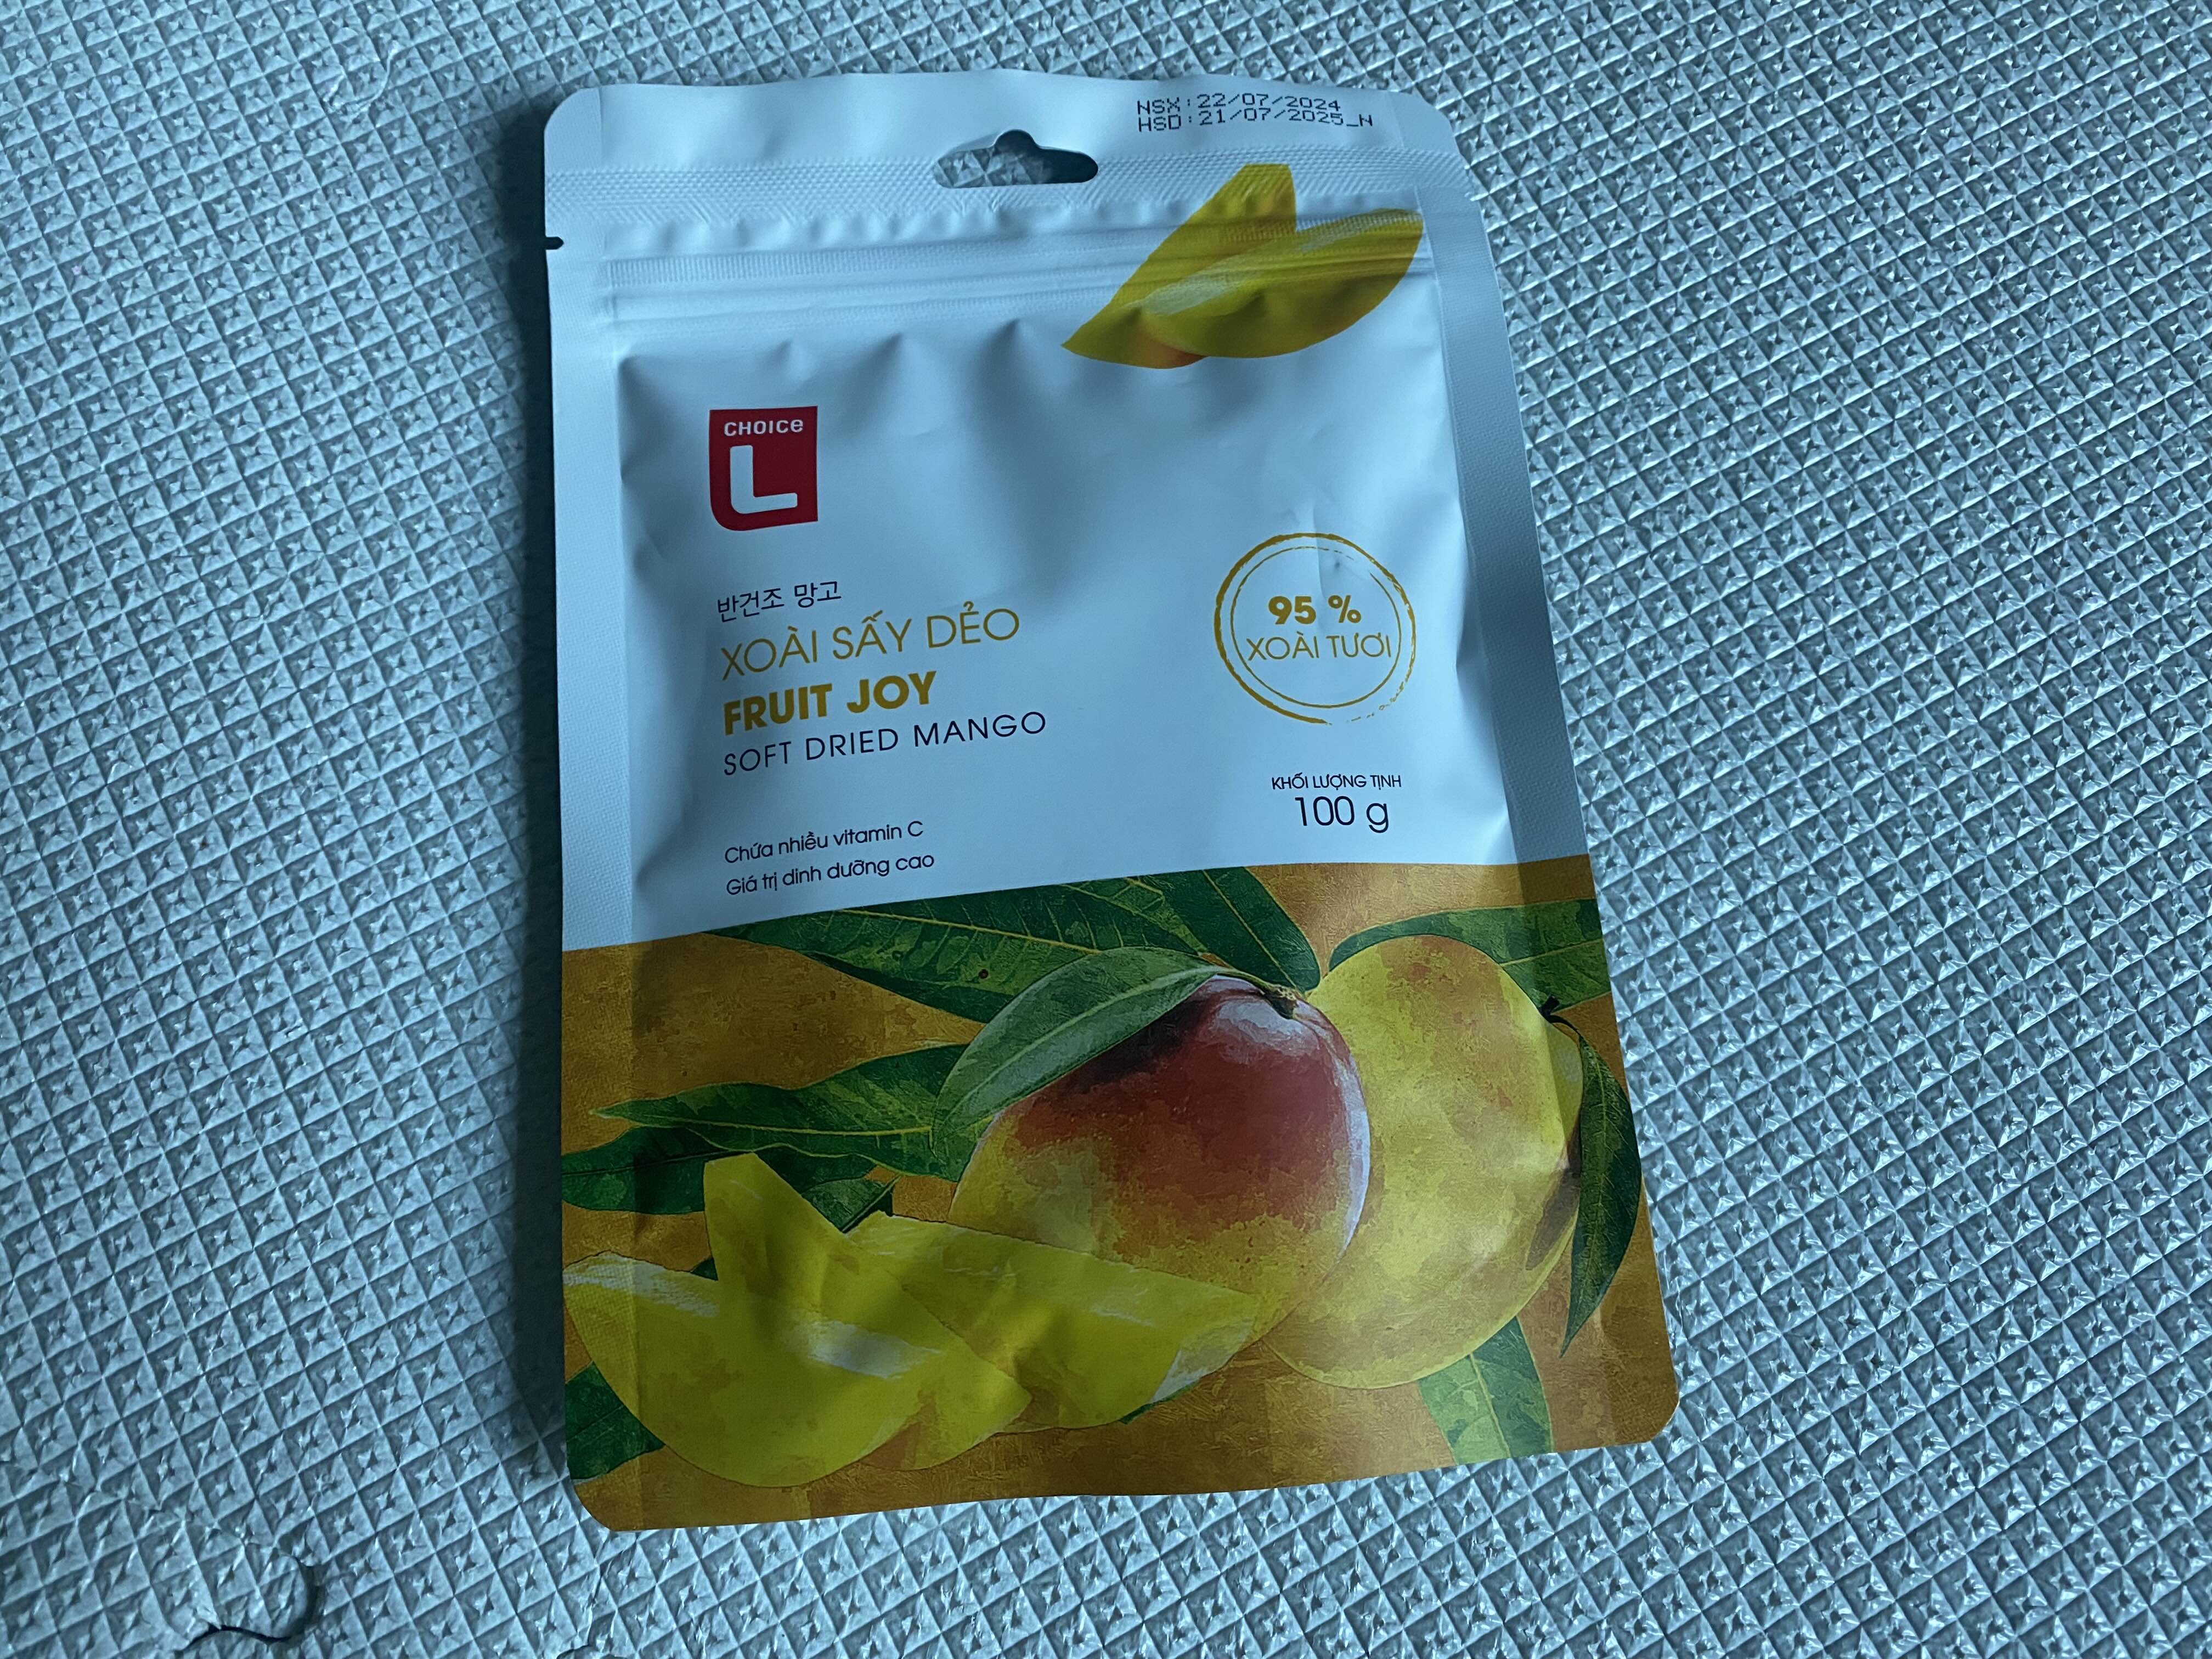 NSX:22/07/2024
HSD:21/07/2025_N
CHOICe
L
반건조 망고
XOÀI SẤY DẺO
FRUIT JOY
SOFT DRIED MANGO
95 %
XOÀI TƯƠI
KHỐI LƯỢNG TỊNH
100 g
Chứa nhiều vitamin C
Giá trị dinh dưỡng cao